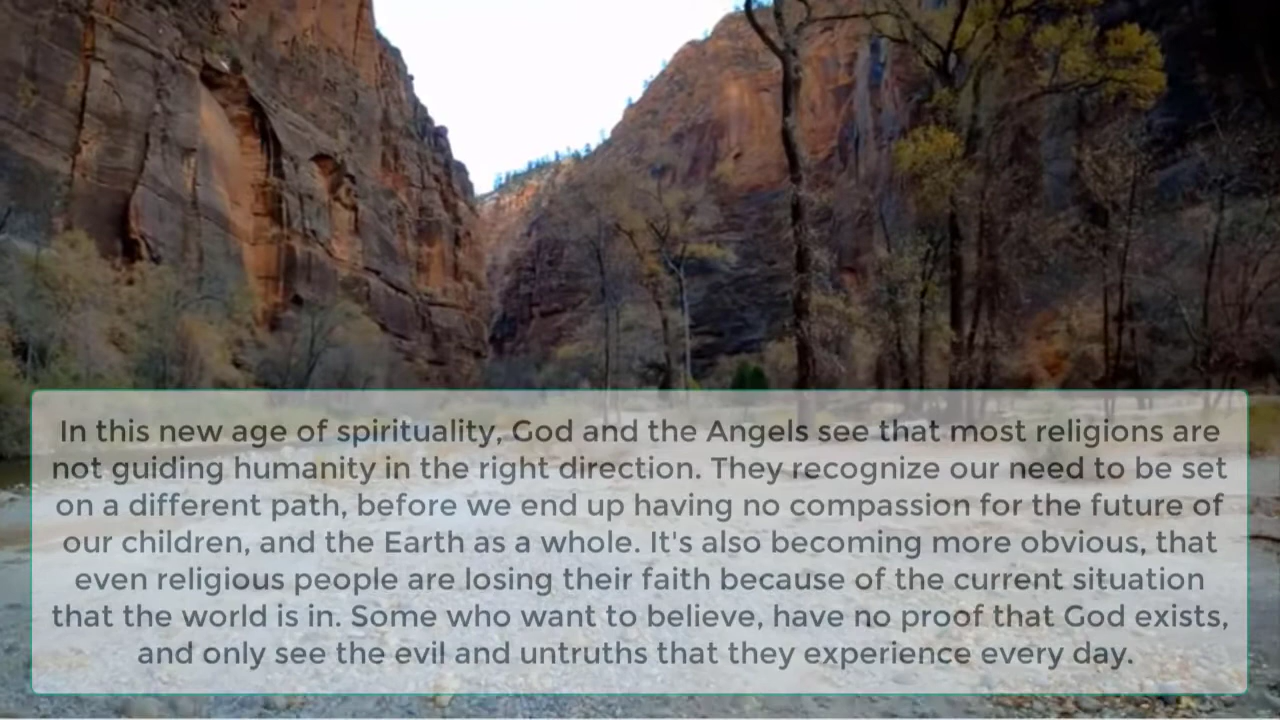 In this new age of spirituality, God and the Angels see that most religions are
not guiding humanity in the right direction. They recognize our need to be set
on a different path, before we end up having no compassion for the future of
our children, and the Earth as a whole. It's also becoming more obvious, that
even religious people are losing their faith because of the current situation
that the world is in. Some who want to believe, have no proof that God exists,
and only see the evil and untruths that they experience every day.